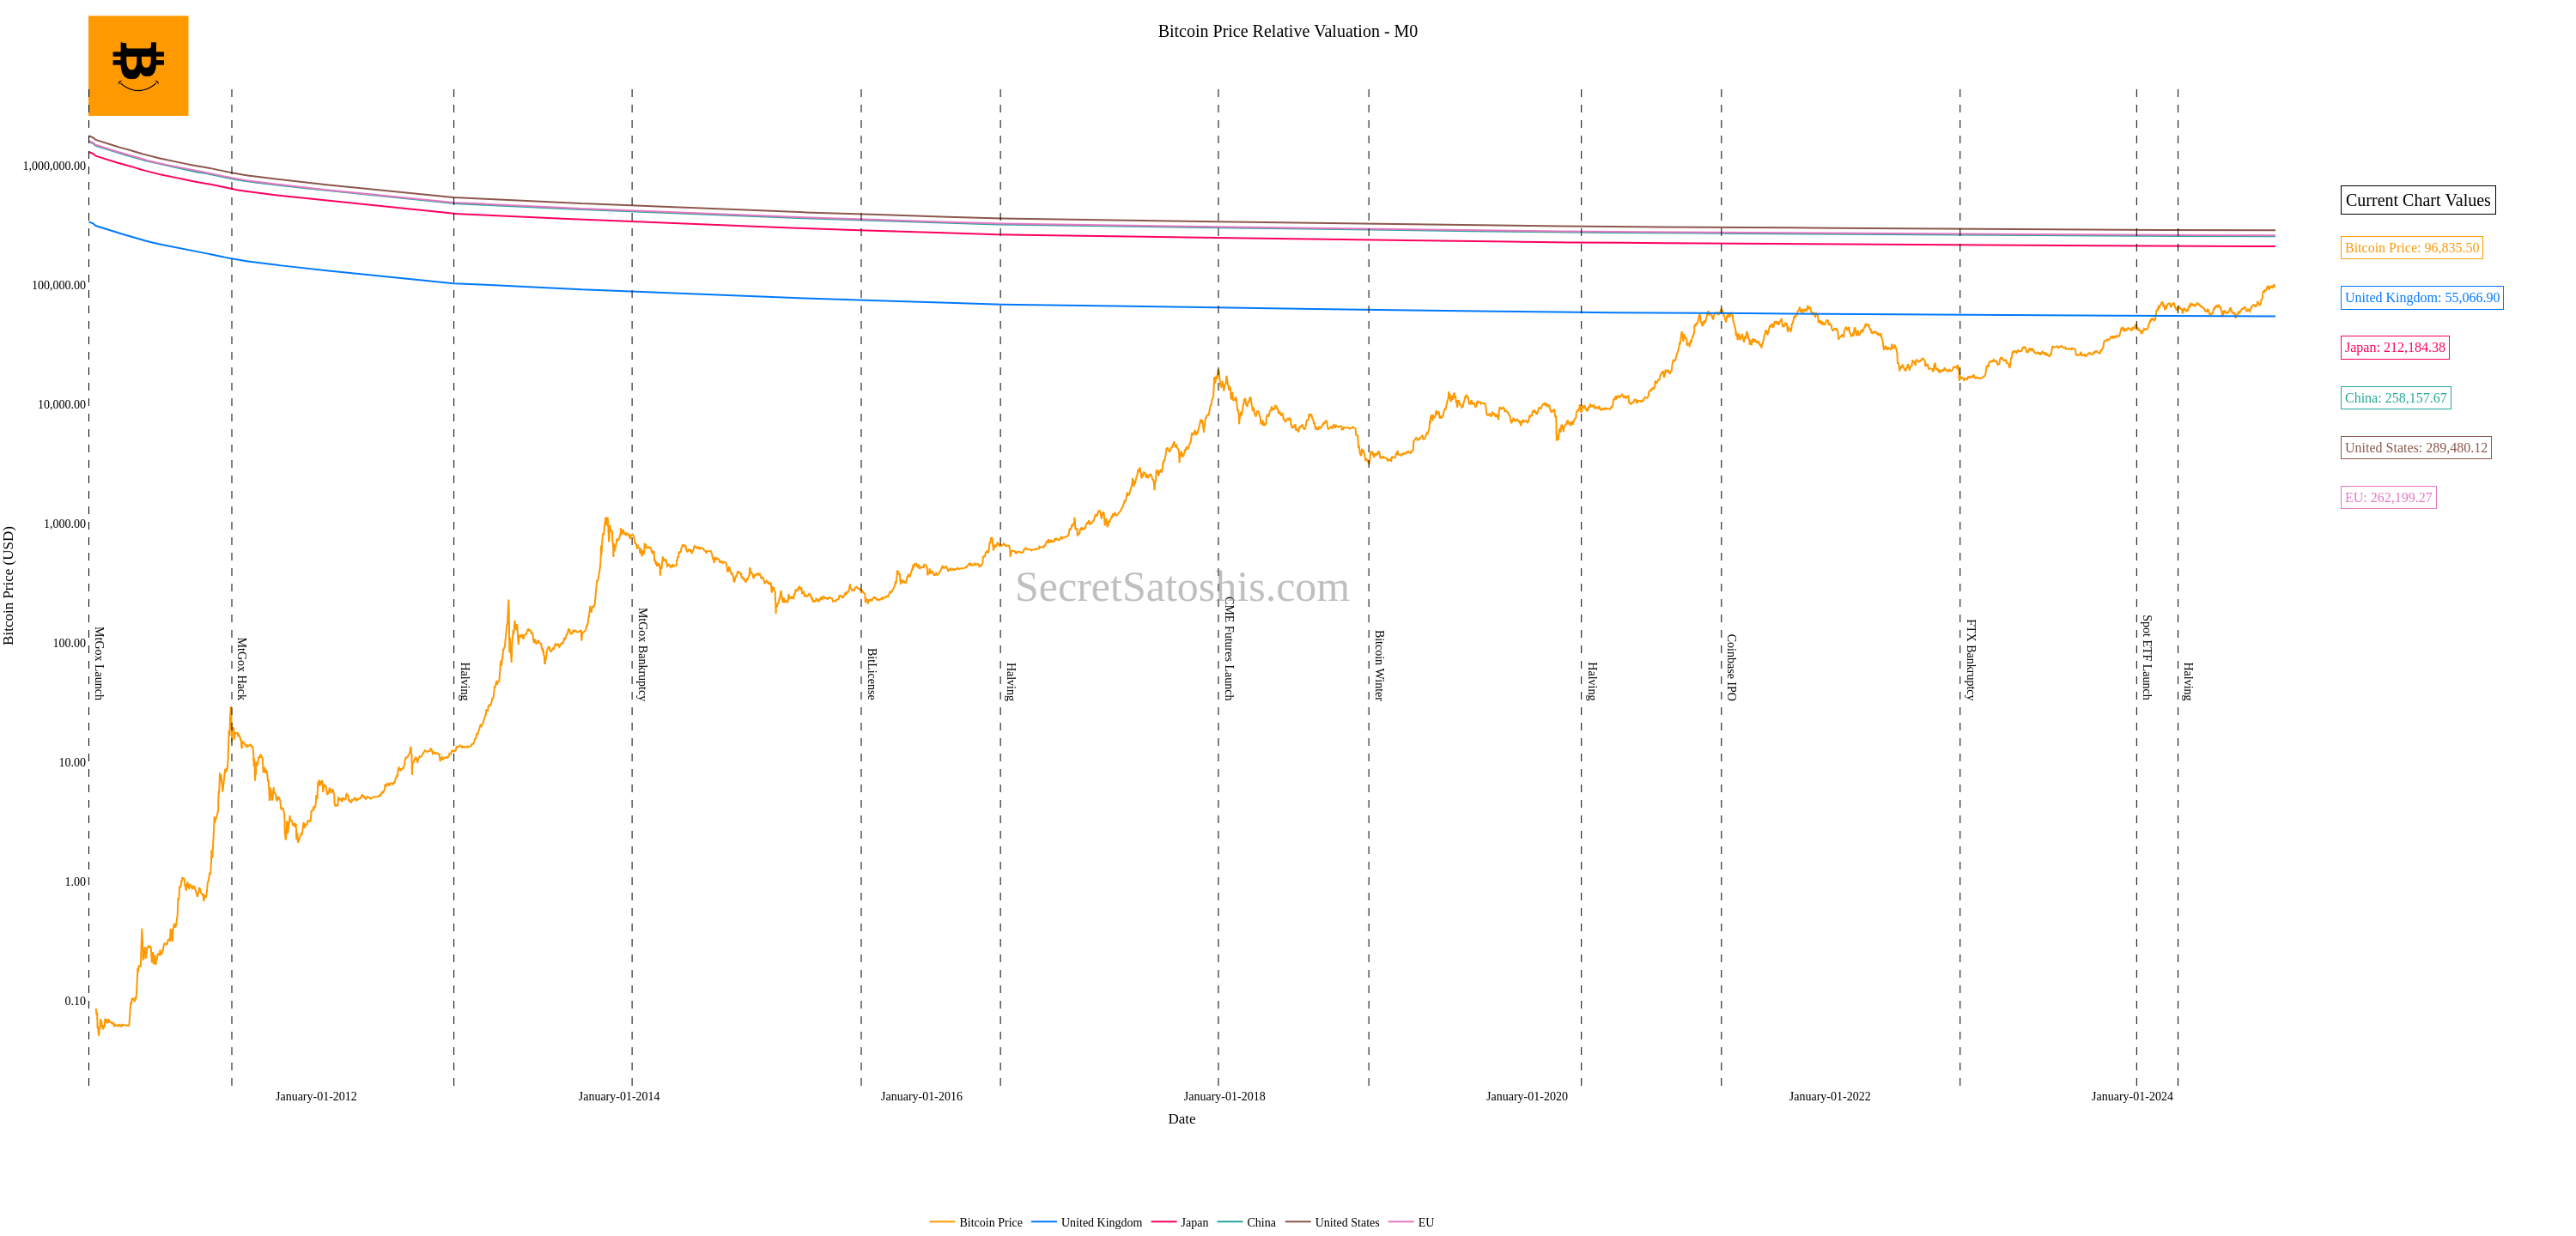 Bitcoin Price Relative Valuation - M0
1,000,000.00
100,000.00
10,000.00
1,000.00
100.00
10.00
1.00
0.10
Bitcoin Price (USD)
MtGox Launch
MtGox Hack
Halving
MtGox Bankruptcy
BitLicense
Halving
CME Futures Launch
Bitcoin Winter
Halving
Coinbase IPO
FTX Bankruptcy
Spot ETF Launch
Halving
SecretSatoshis.com
January-01-2012
January-01-2014
January-01-2016
January-01-2018
January-01-2020
January-01-2022
January-01-2024
Date
Current Chart Values
Bitcoin Price: 96,835.50
United Kingdom: 55,066.90
Japan: 212,184.38
China: 258,157.67
United States: 289,480.12
EU: 262,199.27
Bitcoin Price
United Kingdom
Japan
China
United States
EU